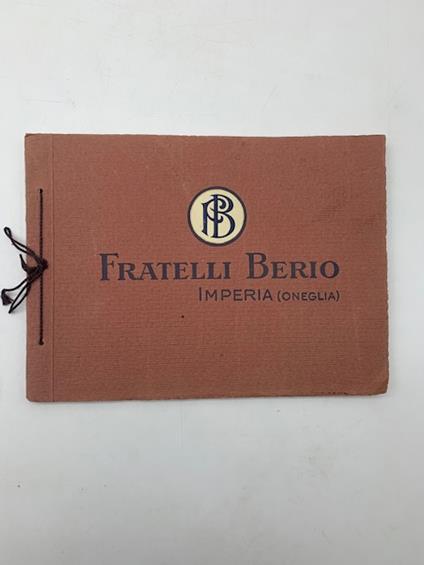 FB
FRATELLI BERIO
IMPERIA (ONEGLIA)